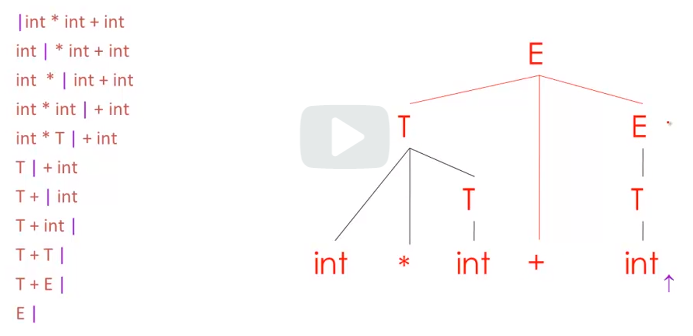 |int * int + int
int | * int + int
int * | int + int
int * int | + int
int * T | + int
T | + int
T + | int
T + int |
T + T |
T + E |
E |
E
T E
T T
int * int + int